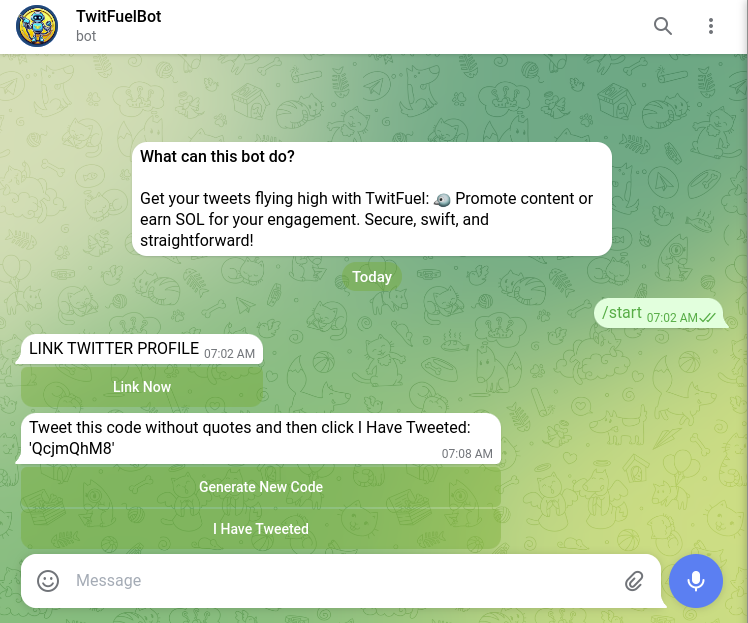 TwitFuelBot
bot
What can this bot do?
Get your tweets flying high with TwitFuel: Promote content or
earn SOL for your engagement. Secure, swift, and
straightforward!
Today
/start 07:02 AM
LINK TWITTER PROFILE 07:02 AM
Link Now
Tweet this code without quotes and then click I Have Tweeted:
'QcjmQhM8'
07:08 AM
Generate New Code
I Have Tweeted
Message